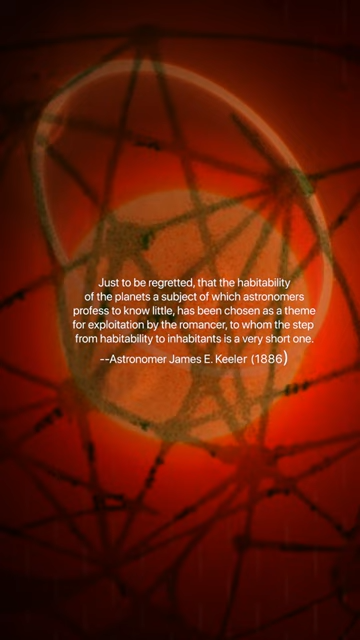 Just to be regretted, that the habitability
of the planets a subject of which astronomers
profess to know little, has been chosen as a theme
for exploitation by the romancer, to whom the step
from habitability to inhabitants is a very short one.
--Astronomer James E. Keeler (1886)